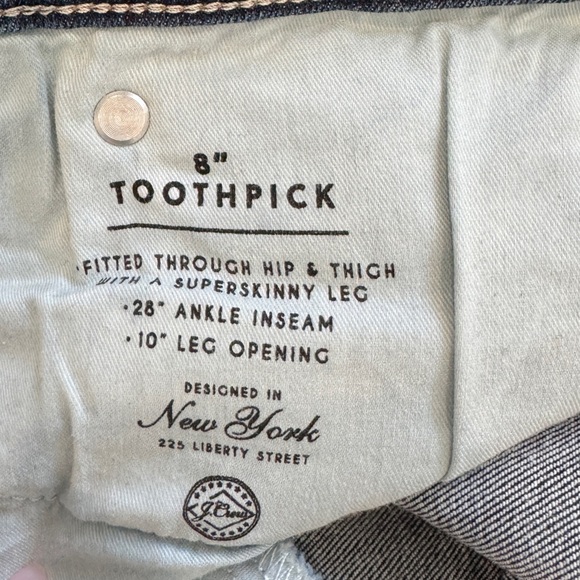 8"
TOOTHPICK
·FITTED THROUGH HIP & THIGH
WITH A SUPERSKINNY LEG
·28" ANKLE INSEAM
·10" LEG OPENING
DESIGNED IN
New York
225 LIBERTY STREET
J.Crew